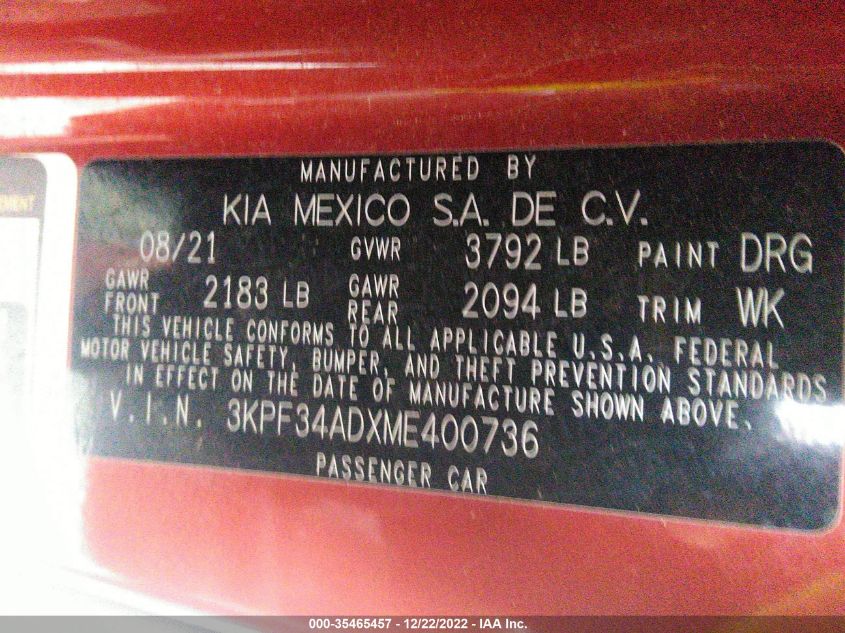 MANUFACTURED BY
KIA MEXICO S.A. DE C.V.
08/21 GVWR 3792 LB PAINT DRG
GAWR FRONT 2183 LB GAWR REAR 2094 LB TRIM WK
THIS VEHICLE CONFORMS TO ALL APPLICABLE U.S.A. FEDERAL
MOTOR VEHICLE SAFETY, BUMPER, AND THEFT PREVENTION STANDARDS
IN EFFECT ON THE DATE OF MANUFACTURE SHOWN ABOVE.
V.I.N. 3KPF34ADXME400736
PASSENGER CAR
000-35465457 - 12/22/2022 - IAA Inc.